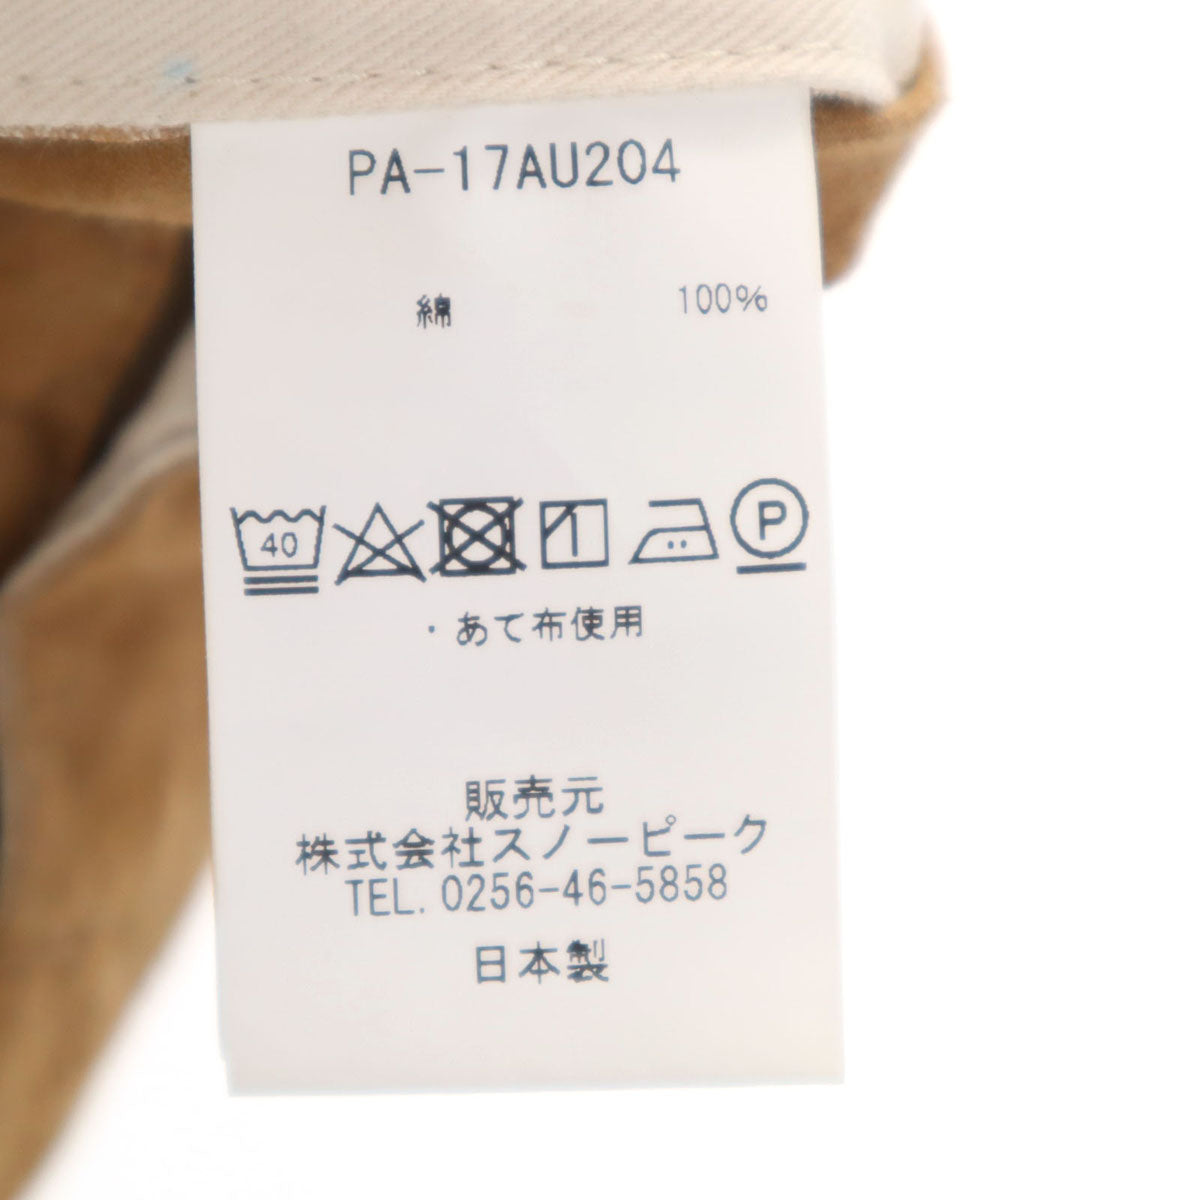 PA-17AU204
綿 100%
40 P
・あて布使用
販売元
株式会社スノーピーク
TEL. 0256-46-5858
日本製